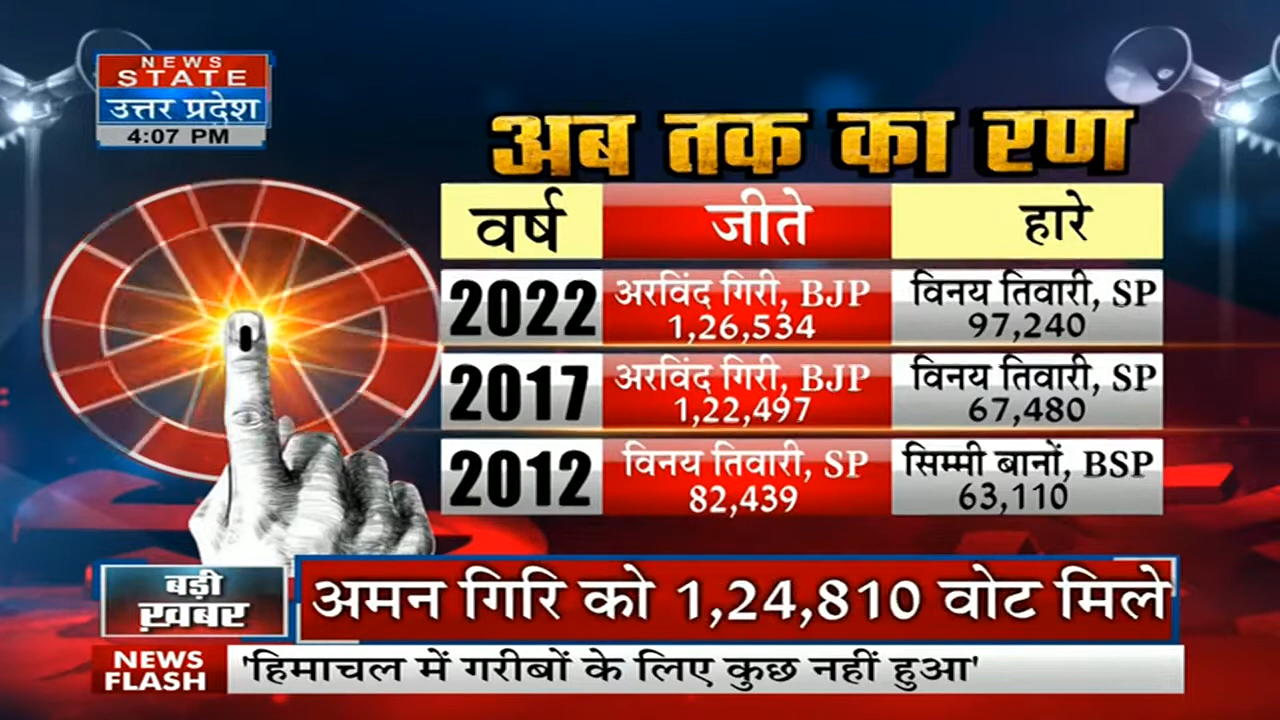 NEWS
STATE
उत्तर प्रदेश
4:07 PM
अब तक का रण
वर्ष जीते हारे
2022 अरविंद गिरी, BJP 1,26,534 विनय तिवारी, SP 97,240
2017 अरविंद गिरी, BJP 1,22,497 विनय तिवारी, SP 67,480
2012 विनय तिवारी, SP 82,439 सिम्मी बानों, BSP 63,110
बड़ी
ख़बर
अमन गिरि को 1,24,810 वोट मिले
NEWS
FLASH
'हिमाचल में गरीबों के लिए कुछ नहीं हुआ'